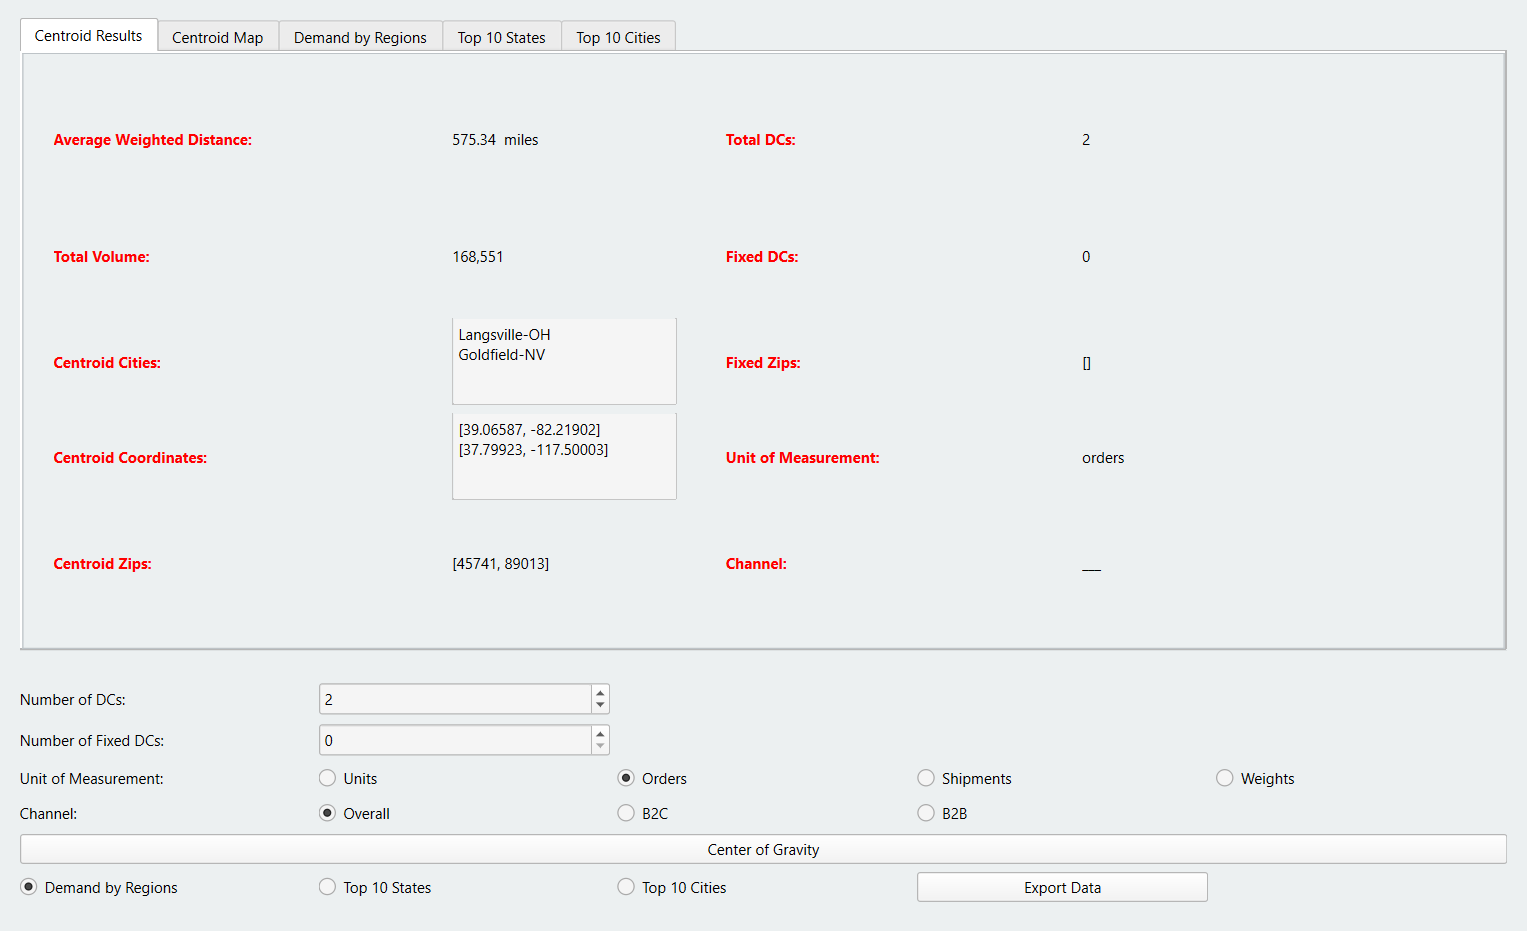 Centroid Results Centroid Map Demand by Regions Top 10 States Top 10 Cities
Average Weighted Distance: 575.34 miles Total DCs: 2
Total Volume: 168,551 Fixed DCs: 0
Centroid Cities: Langsville-OH
Goldfield-NV
Fixed Zips: []
Centroid Coordinates: [39.06587, -82.21902]
[37.79923, -117.50003]
Unit of Measurement: orders
Centroid Zips: [45741, 89013] Channel: __
Number of DCs: 2
Number of Fixed DCs: 0
Unit of Measurement: Units Orders Shipments Weights
Channel: Overall B2C B2B
Center of Gravity
Demand by Regions Top 10 States Top 10 Cities Export Data